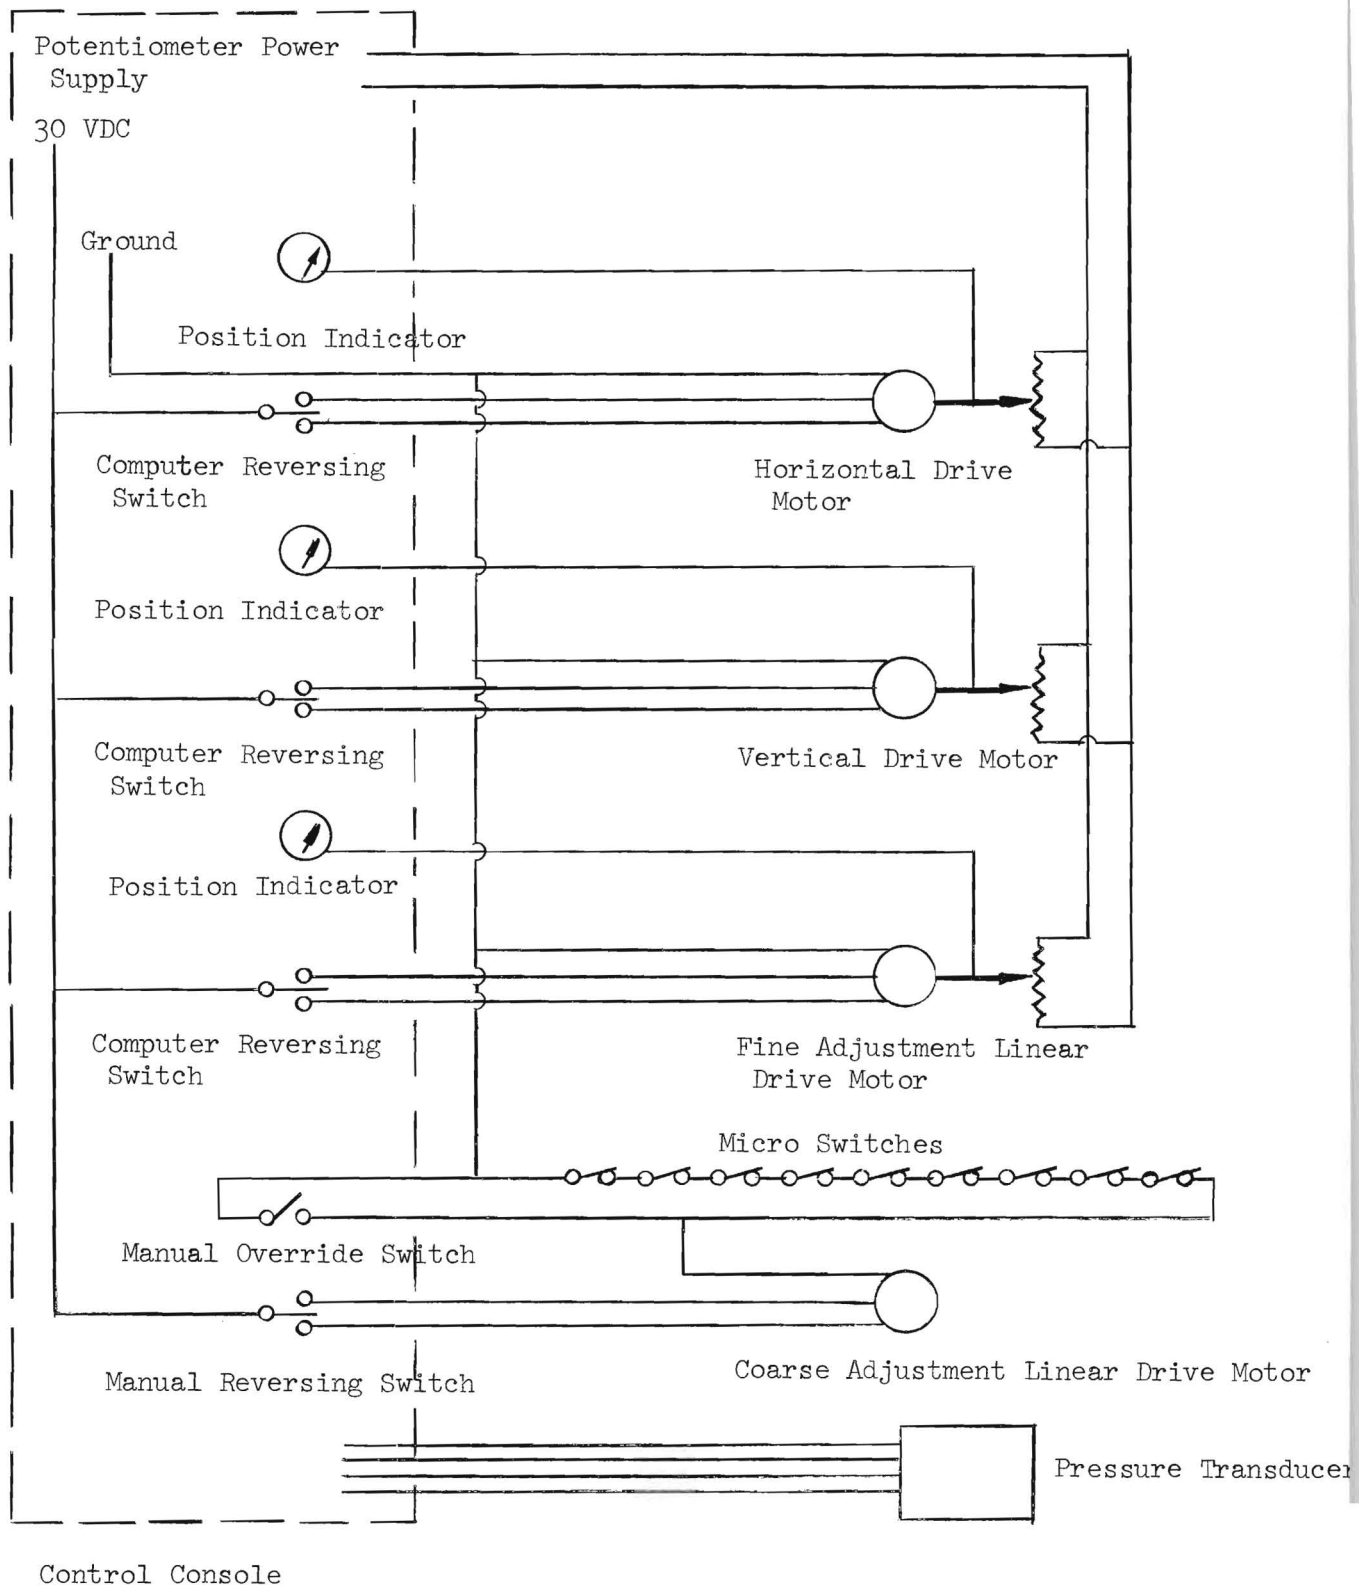 Potentiometer Power
Supply
30 VDC
Ground
Position Indicator
Computer Reversing
Switch
Horizontal Drive
Motor
Position Indicator
Computer Reversing
Switch
Vertical Drive Motor
Position Indicator
Computer Reversing
Switch
Fine Adjustment Linear
Drive Motor
Micro Switches
Manual Override Switch
Manual Reversing Switch
Coarse Adjustment Linear Drive Motor
Pressure Transducer
Control Console